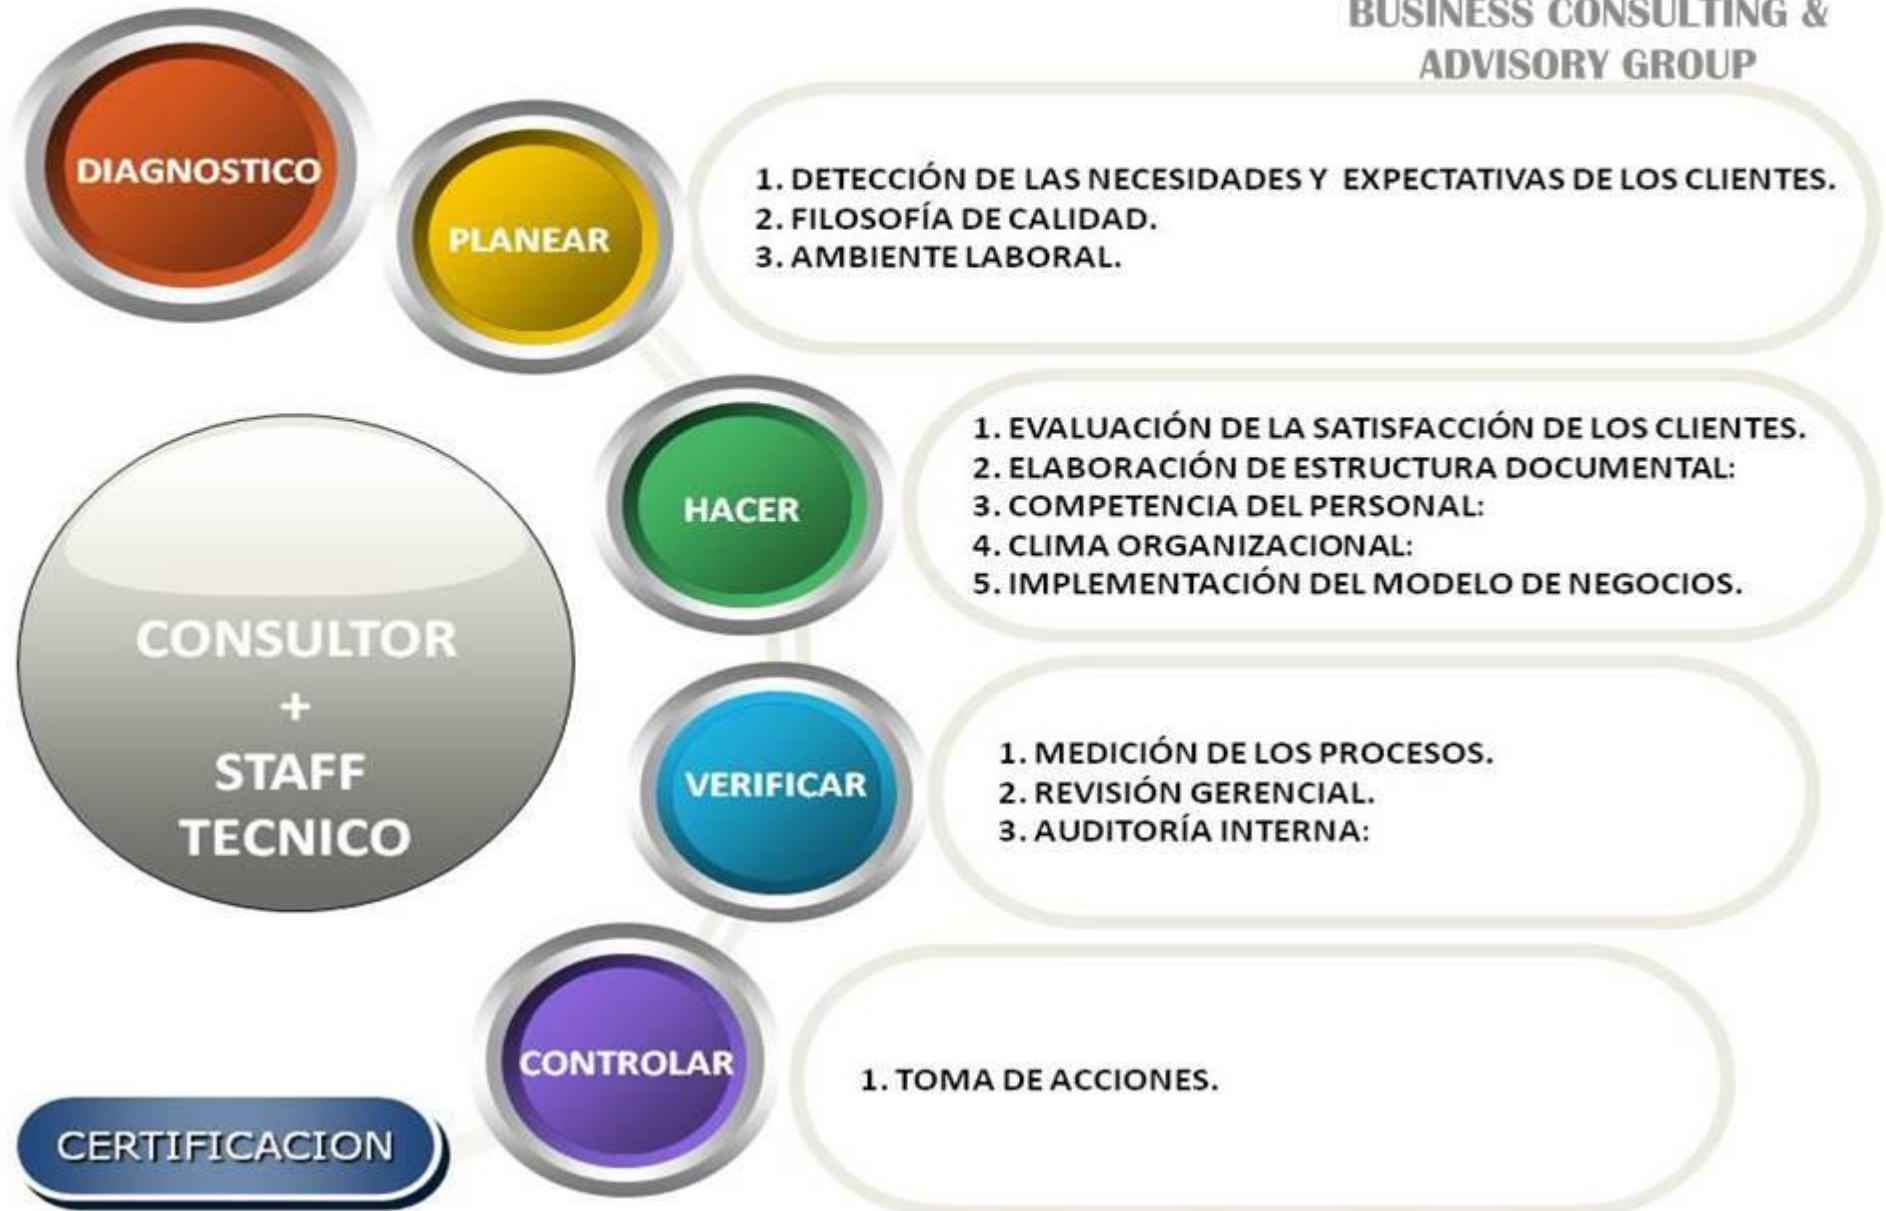 BUSINESS CONSULTING &
ADVISORY GROUP
DIAGNOSTICO
PLANEAR
1. DETECCIÓN DE LAS NECESIDADES Y EXPECTATIVAS DE LOS CLIENTES.
2. FILOSOFÍA DE CALIDAD.
3. AMBIENTE LABORAL.
HACER
1. EVALUACIÓN DE LA SATISFACCIÓN DE LOS CLIENTES.
2. ELABORACIÓN DE ESTRUCTURA DOCUMENTAL:
3. COMPETENCIA DEL PERSONAL:
4. CLIMA ORGANIZACIONAL:
5. IMPLEMENTACIÓN DEL MODELO DE NEGOCIOS.
CONSULTOR
+
STAFF
TECNICO
VERIFICAR
1. MEDICIÓN DE LOS PROCESOS.
2. REVISIÓN GERENCIAL.
3. AUDITORÍA INTERNA:
CONTROLAR
1. TOMA DE ACCIONES.
CERTIFICACION